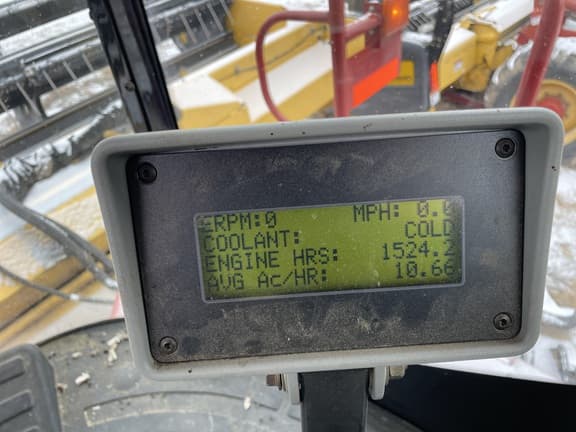 ERPM:0 MPH: 0.0
COOLANT: COLD
ENGINE HRS: 1524.2
AVG Ac/HR: 10.66